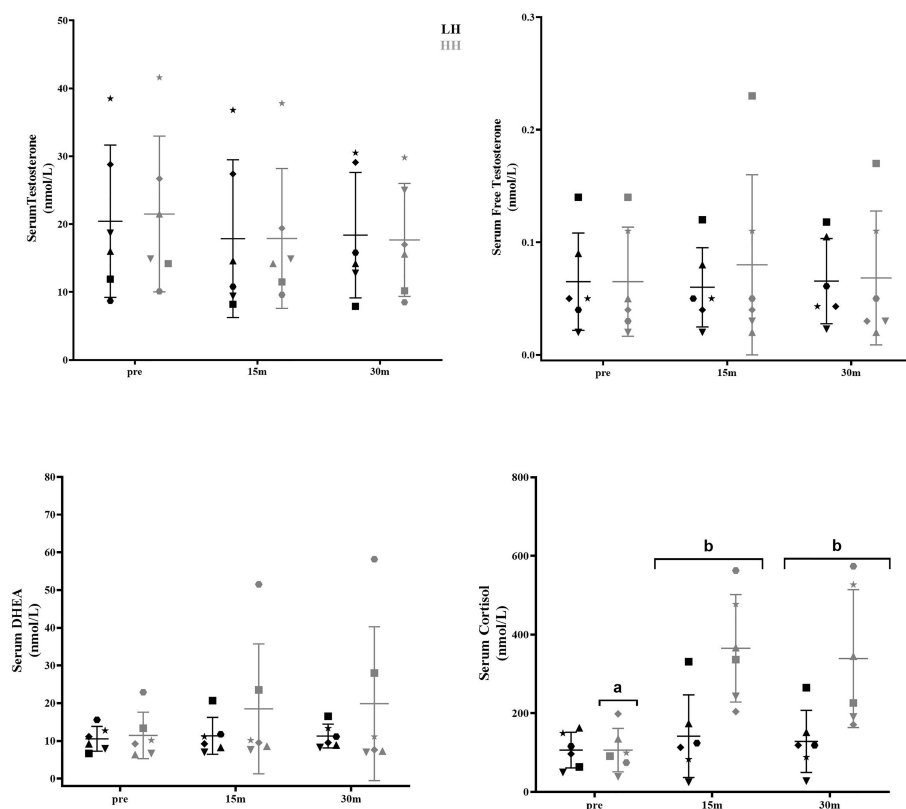 50
40
30
20
10
0
SerumTestosterone
(nmol/L)
pre
15m
30m
LH
HH
0.3
0.2
0.1
0.0
Serum Free Testosterone
(nmol/L)
pre
15m
30m
80
70
60
50
40
30
20
10
0
Serum DHEA
(nmol/L)
pre
15m
30m
800
600
400
200
0
Serum Cortisol
(nmol/L)
a
b
b
pre
15m
30m